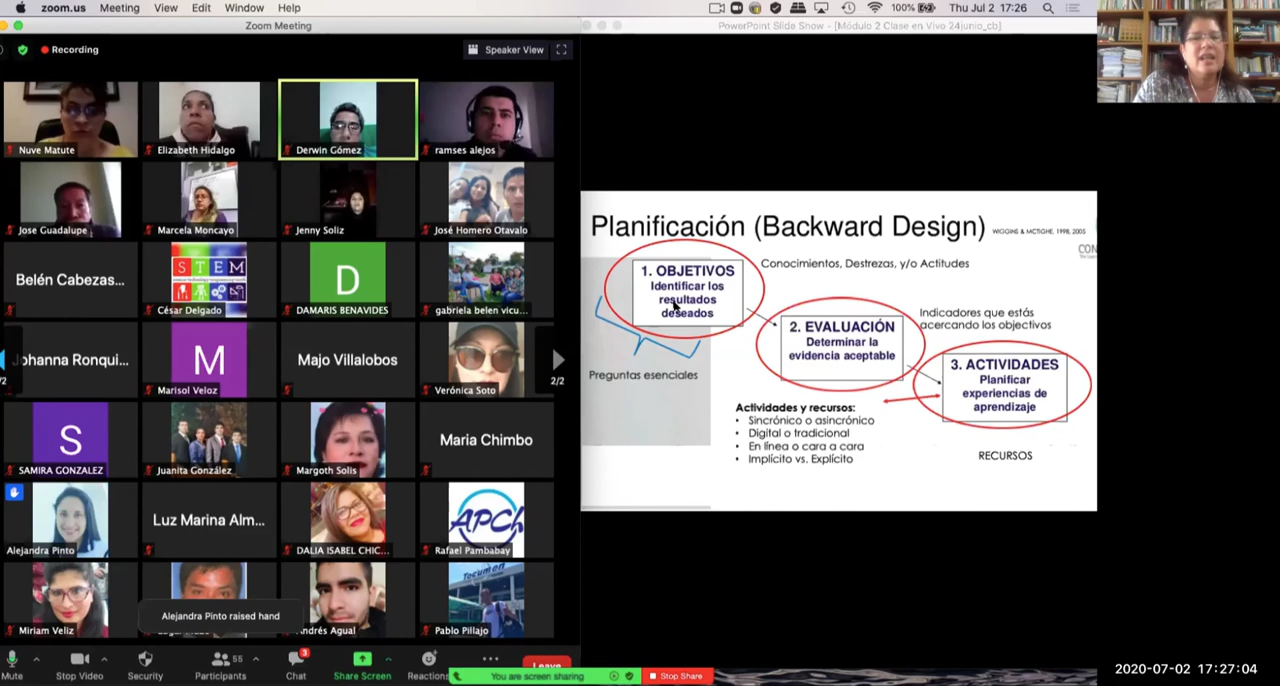 zoom.us Meeting View Edit Window Help
100% Thu Jul 2 17:26
Zoom Meeting
PowerPoint Slide Show - [Módulo 2 Clase en Vivo 24junio_cb]
Recording
Speaker View
Nuve Matute
Elizabeth Hidalgo
Derwin Gómez
ramses alejos
Jose Guadalupe
Marcela Moncayo
Jenny Soliz
José Homero Otavalo
Belén Cabezas...
STEM
César Delgado
D
DAMARIS BENAVIDES
gabriela belen vicu...
Johanna Ronqui...
M
Marisol Veloz
Majo Villalobos
Verónica Soto
/2
2/2
S
SAMIRA GONZALEZ
Juanita González
Margoth Solis
Maria Chimbo
Alejandra Pinto
Luz Marina Alm...
DALIA ISABEL CHIC...
APCh
Rafael Pambabay
Miriam Veliz
Alejandra Pinto raised hand
Andrés Agual
Tocumen
Pablo Pillajo
Mute
Stop Video
Security
55
Participants
3
Chat
Share Screen
Reactions
Leave
You are screen sharing
Stop Share
Planificación (Backward Design)
WIGGINS & MCTIGHE, 1998, 2005
CON
1. OBJETIVOS
Identificar los
resultados
deseados
Conocimientos, Destrezas, y/o Actitudes
2. EVALUACIÓN
Determinar la
evidencia aceptable
Indicadores que estás
acercando los objectivos
3. ACTIVIDADES
Planificar
experiencias de
aprendizaje
Preguntas esenciales
Actividades y recursos:
• Sincrónico o asincrónico
• Digital o tradicional
• En línea o cara a cara
• Implícito vs. Explícito
RECURSOS
2020-07-02 17:27:04